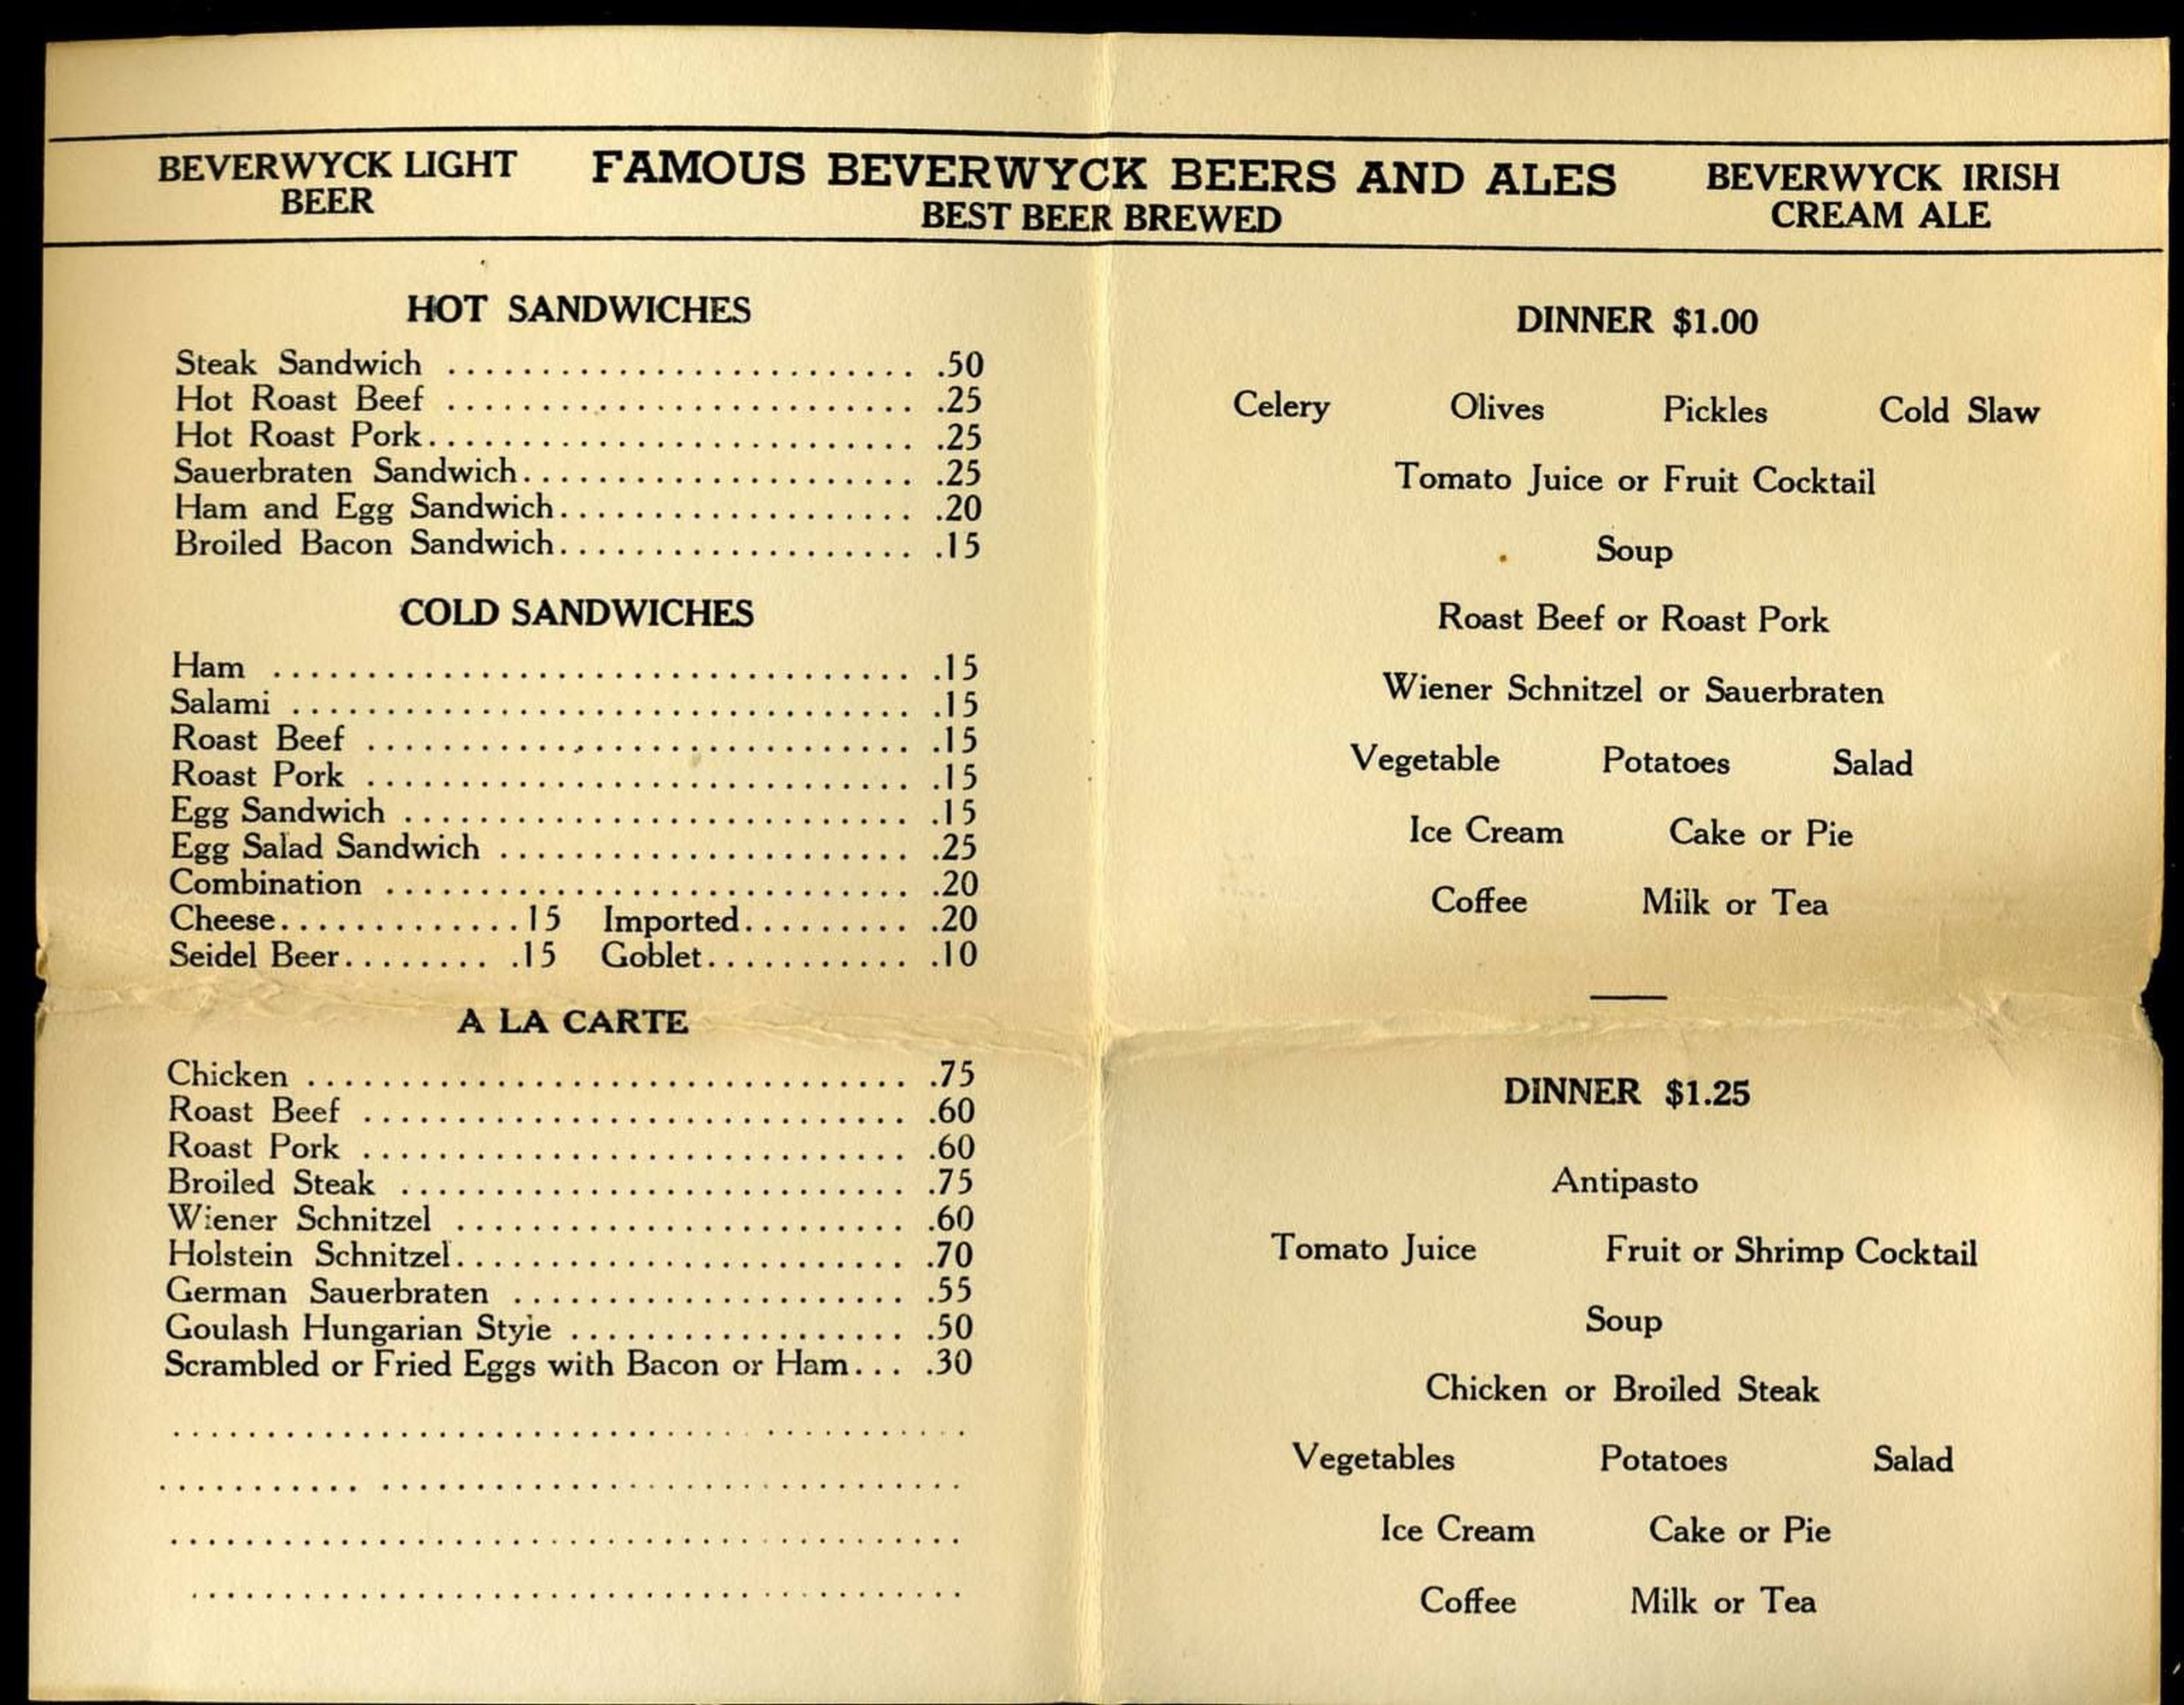 BEVERWYCK LIGHT
BEER
FAMOUS BEVERWYCK BEERS AND ALES
BEST BEER BREWED
BEVERWYCK IRISH
CREAM ALE
HOT SANDWICHES
Steak Sandwich .......................... .50
Hot Roast Beef .......................... .25
Hot Roast Pork........................... .25
Sauerbraten Sandwich..................... .25
Ham and Egg Sandwich................... .20
Broiled Bacon Sandwich................... .15
COLD SANDWICHES
Ham ................................... .15
Salami .................................. .15
Roast Beef .............................. .15
Roast Pork .............................. .15
Egg Sandwich ............................ .15
Egg Salad Sandwich ...................... .25
Combination ............................. .20
Cheese............. .15 Imported......... .20
Seidel Beer........ .15 Goblet........... .10
A LA CARTE
Chicken ................................. .75
Roast Beef .............................. .60
Roast Pork .............................. .60
Broiled Steak ........................... .75
Wiener Schnitzel ........................ .60
Holstein Schnitzel........................ .70
German Sauerbraten ..................... .55
Goulash Hungarian Style .................. .50
Scrambled or Fried Eggs with Bacon or Ham... .30
DINNER $1.00
Celery Olives Pickles Cold Slaw
Tomato Juice or Fruit Cocktail
Soup
Roast Beef or Roast Pork
Wiener Schnitzel or Sauerbraten
Vegetable Potatoes Salad
Ice Cream Cake or Pie
Coffee Milk or Tea
DINNER $1.25
Antipasto
Tomato Juice Fruit or Shrimp Cocktail
Soup
Chicken or Broiled Steak
Vegetables Potatoes Salad
Ice Cream Cake or Pie
Coffee Milk or Tea